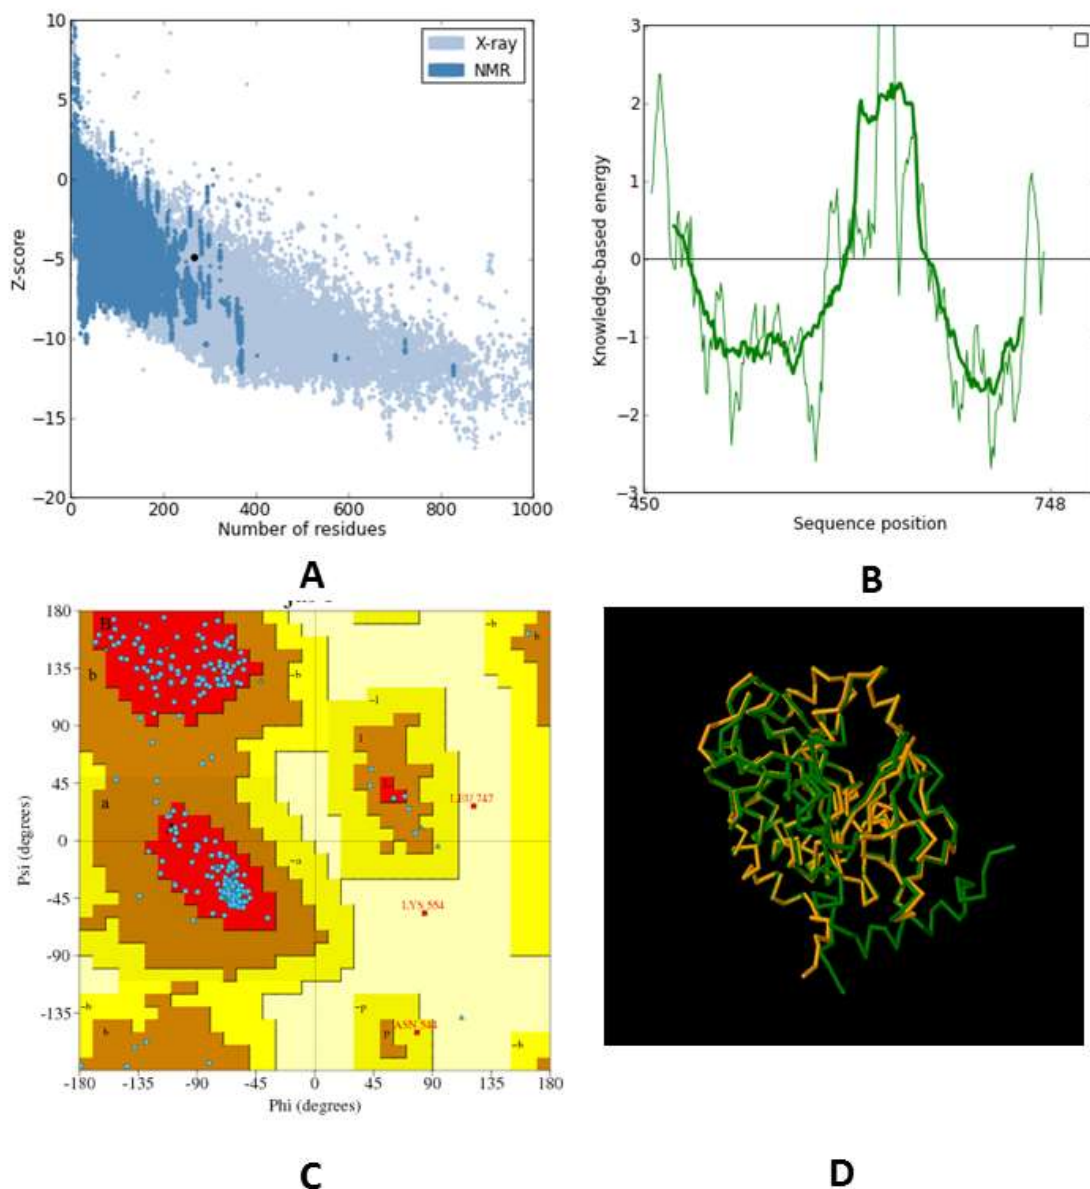 10
5
0
−5
−10
−15
−20
Z-score
X-ray
NMR
0
200
400
600
800
1000
Number of residues
A
3
2
1
0
−1
−2
−3
Knowledge-based energy
450
748
Sequence position
B
180
135
90
45
0
-45
-90
-135
Psi (degrees)
B
b
~b
~b
b
~l
l
a
LEU 747
~a
LYS 554
~b
b
~p
ASN 544
p
~b
-180
-135
-90
-45
0
45
90
135
180
Phi (degrees)
C
D